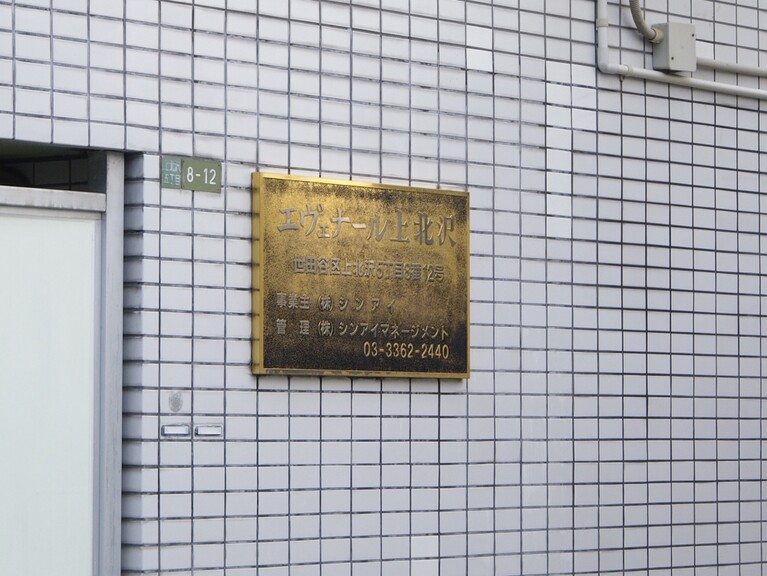 上北沢
五丁目
8-12
エヴェナール上北沢
世田谷区上北沢5丁目8番12号
事業主 (株) シンアイ
管 理 (株) シンアイマネージメント
03-3362-2440